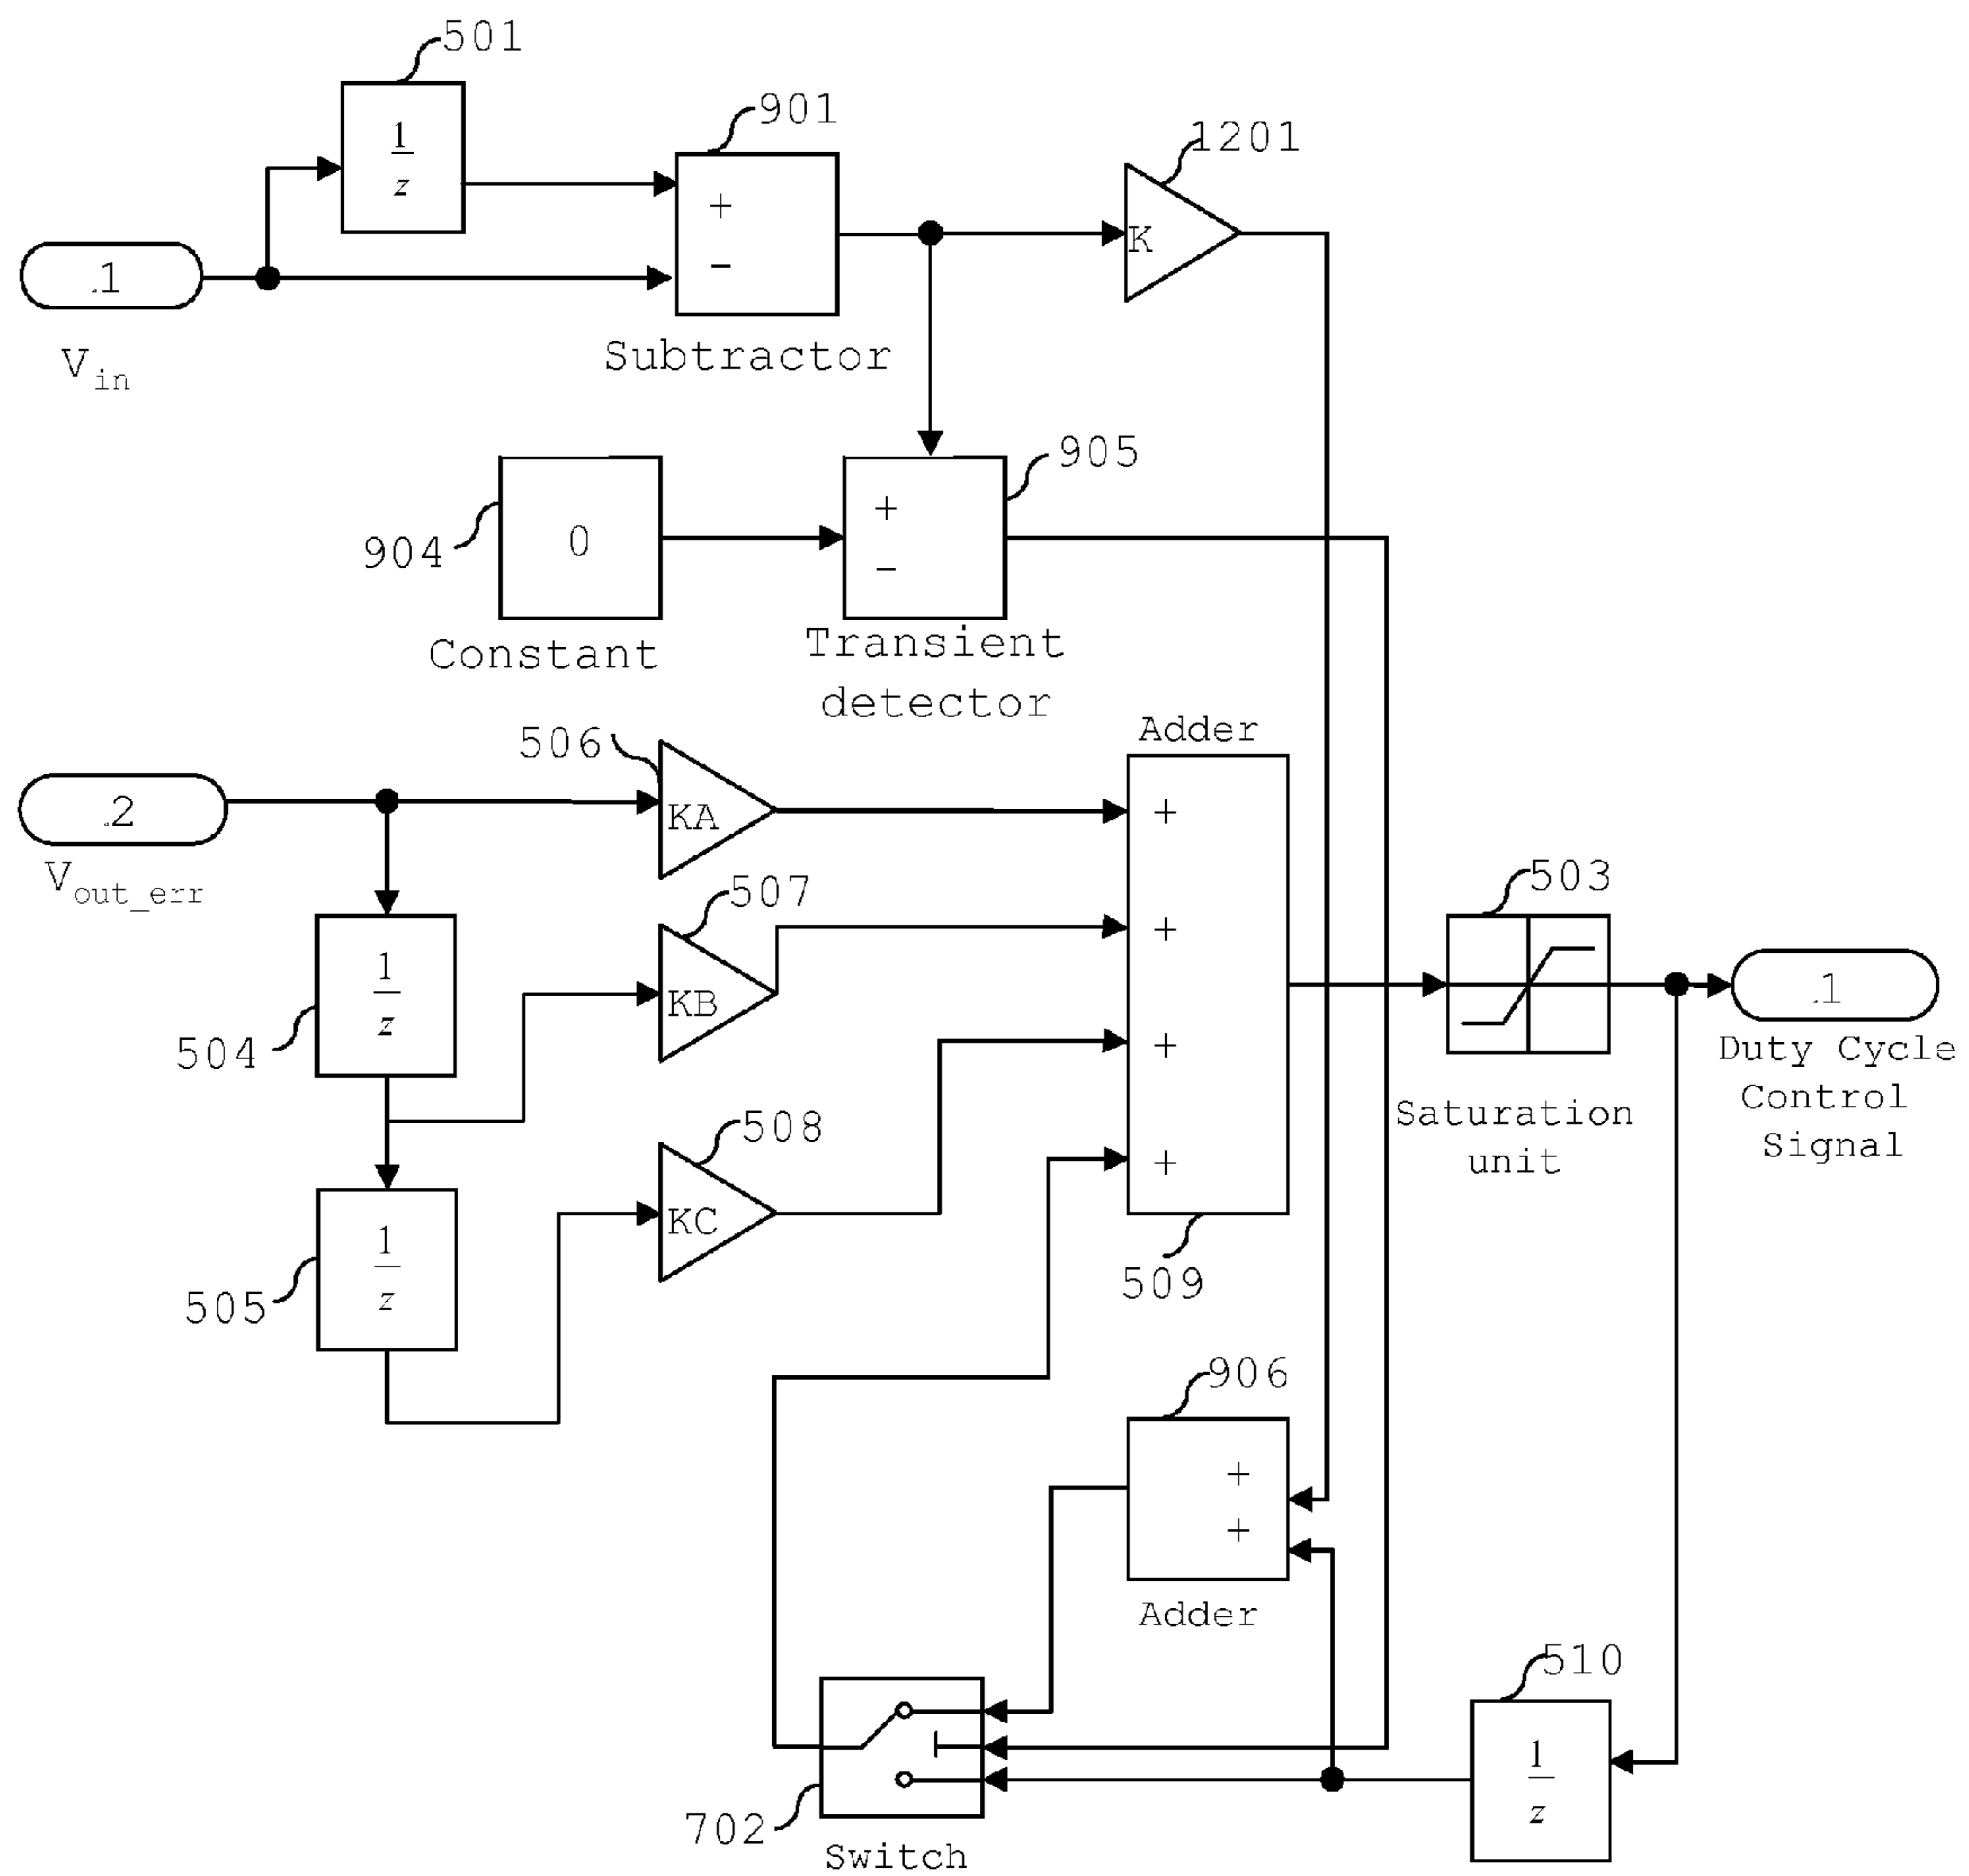 501
901
1201
1
z
+
-
K
.1
V in
Subtractor
905
904
0
+
-
Constant
Transient
detector
506
Adder
.2
V out_err
KA
+
507
503
+
1
z
504
KB
.1
Duty Cycle
Control
Signal
+
Saturation
unit
508
+
KC
1
z
505
509
906
+
+
Adder
510
1
z
702
Switch